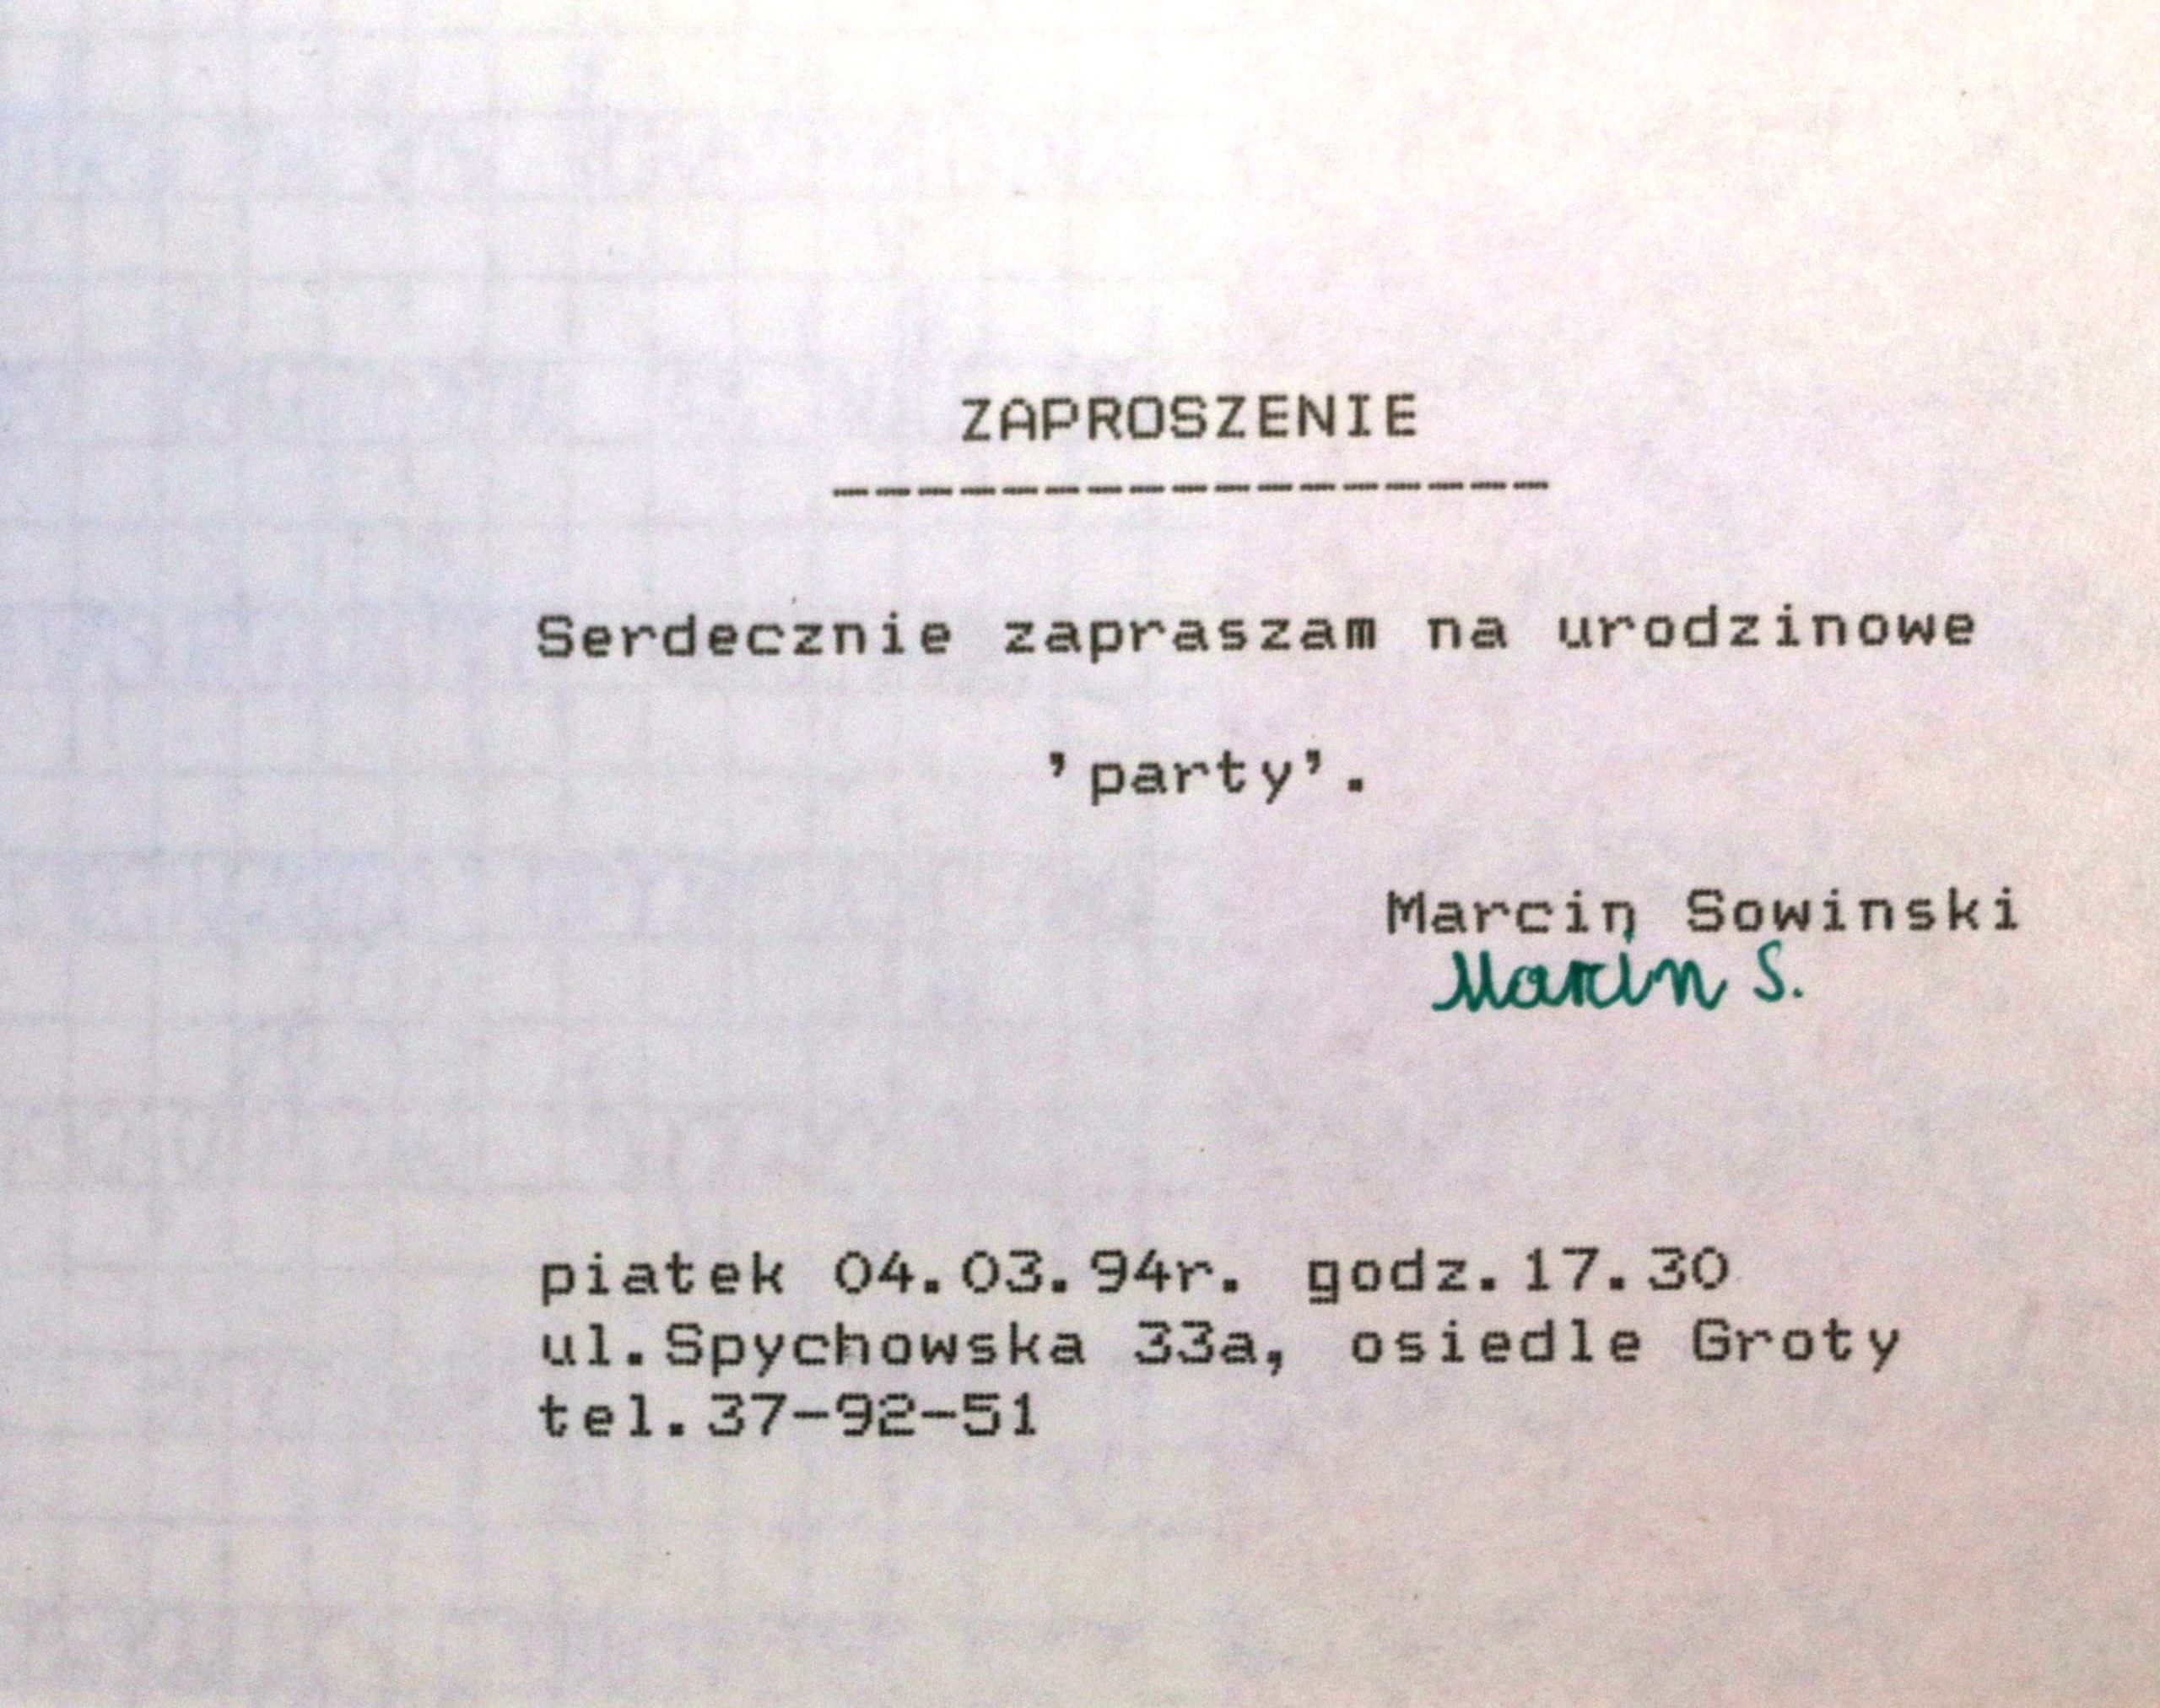 ZAPROSZENIE
-----------------
Serdecznie zapraszam na urodzinowe
'party'.
Marcin Sowinski
Marcin S.
piatek 04.03.94r. godz.17.30
ul.Spychowska 33a, osiedle Groty
tel.37-92-51